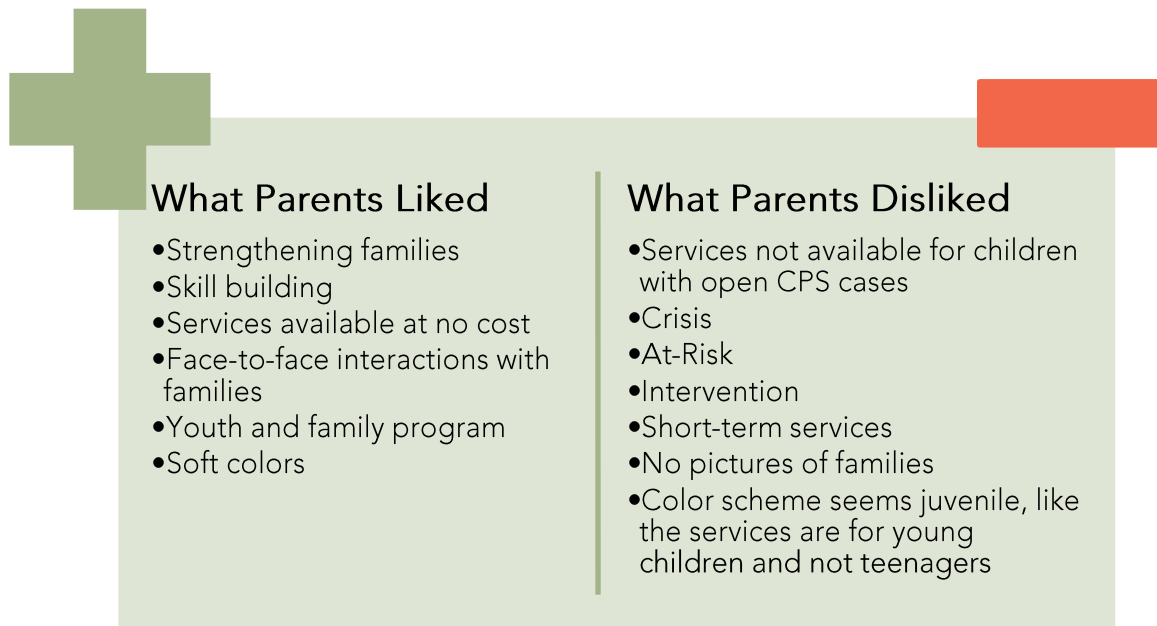 What Parents Liked
•Strengthening families
•Skill building
•Services available at no cost
•Face-to-face interactions with
families
•Youth and family program
•Soft colors
What Parents Disliked
•Services not available for children
with open CPS cases
•Crisis
•At-Risk
•Intervention
•Short-term services
•No pictures of families
•Color scheme seems juvenile, like
the services are for young
children and not teenagers